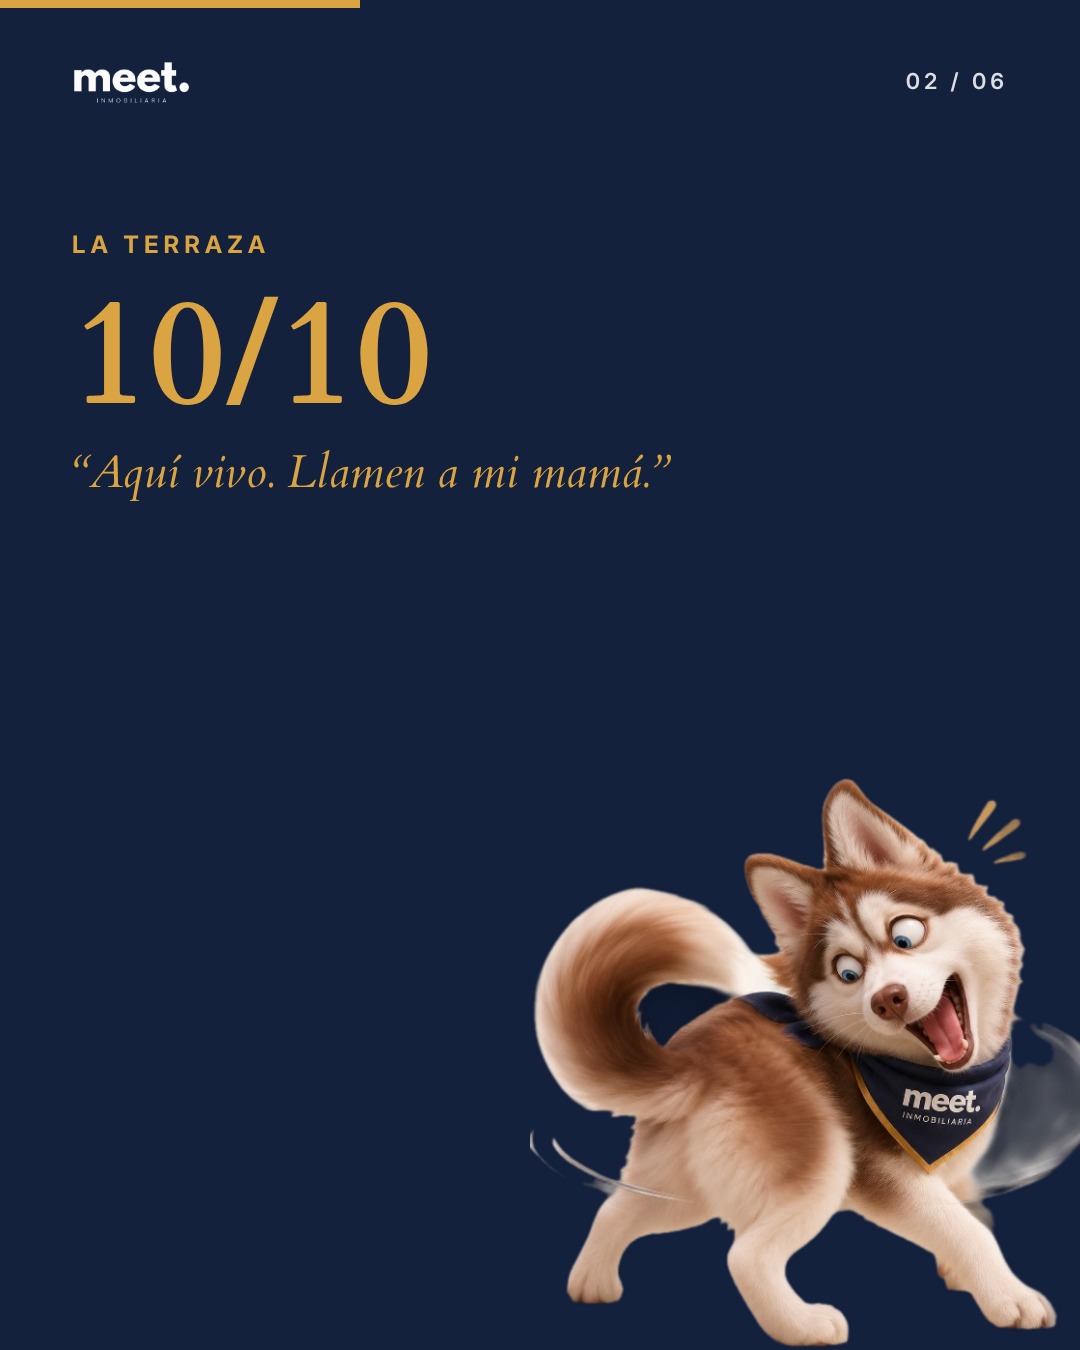 meet.
INMOBILIARIA
02 / 06
LA TERRAZA
10/10
“Aquí vivo. Llamen a mi mamá.”
meet.
INMOBILIARIA